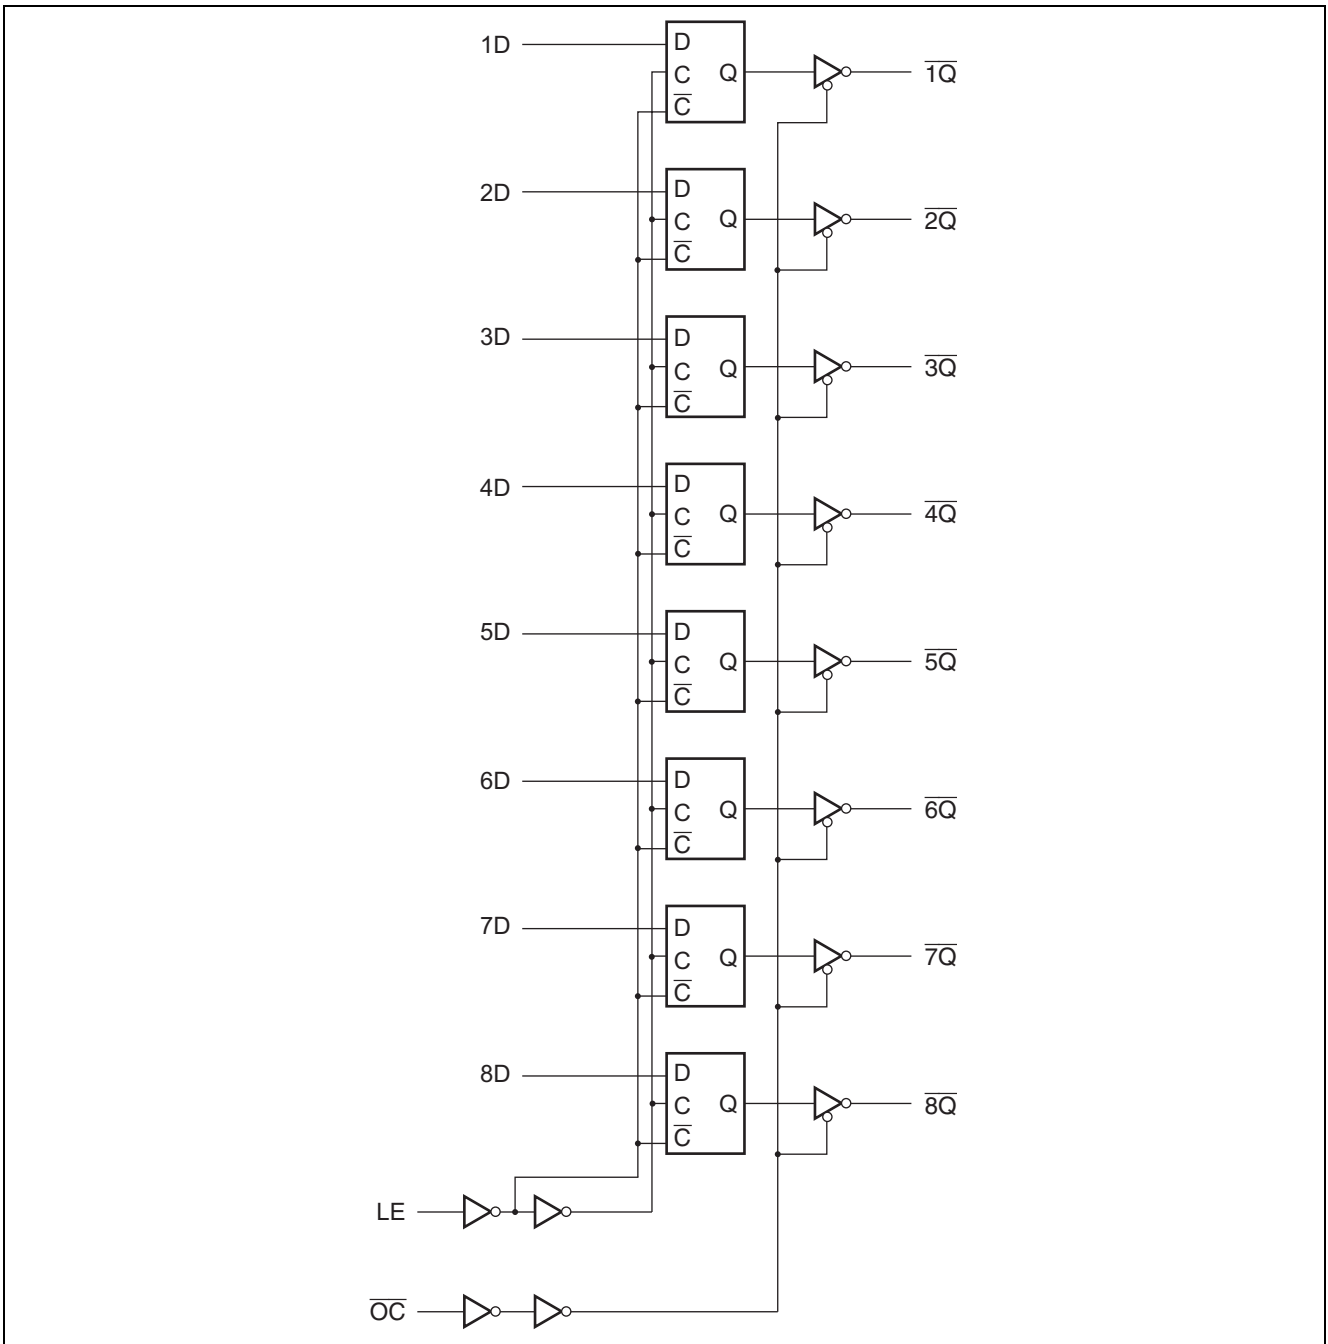 1D D C C̅ Q 1̅Q̅
2D D C C̅ Q 2̅Q̅
3D D C C̅ Q 3̅Q̅
4D D C C̅ Q 4̅Q̅
5D D C C̅ Q 5̅Q̅
6D D C C̅ Q 6̅Q̅
7D D C C̅ Q 7̅Q̅
8D D C C̅ Q 8̅Q̅
LE
O̅C̅